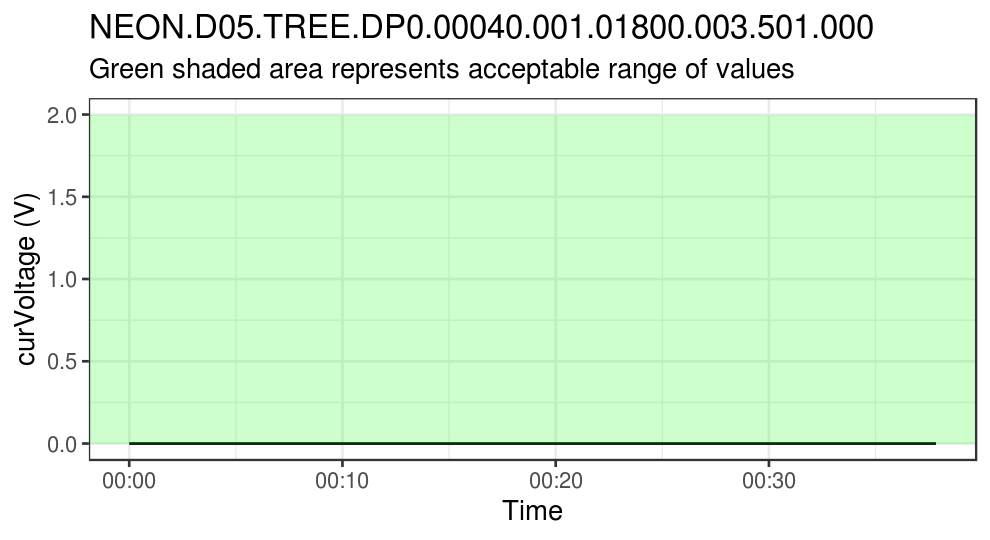 NEON.D05.TREE.DP0.00040.001.01800.003.501.000
Green shaded area represents acceptable range of values
curVoltage (V)
2.0
1.5
1.0
0.5
0.0
00:00 00:10 00:20 00:30
Time